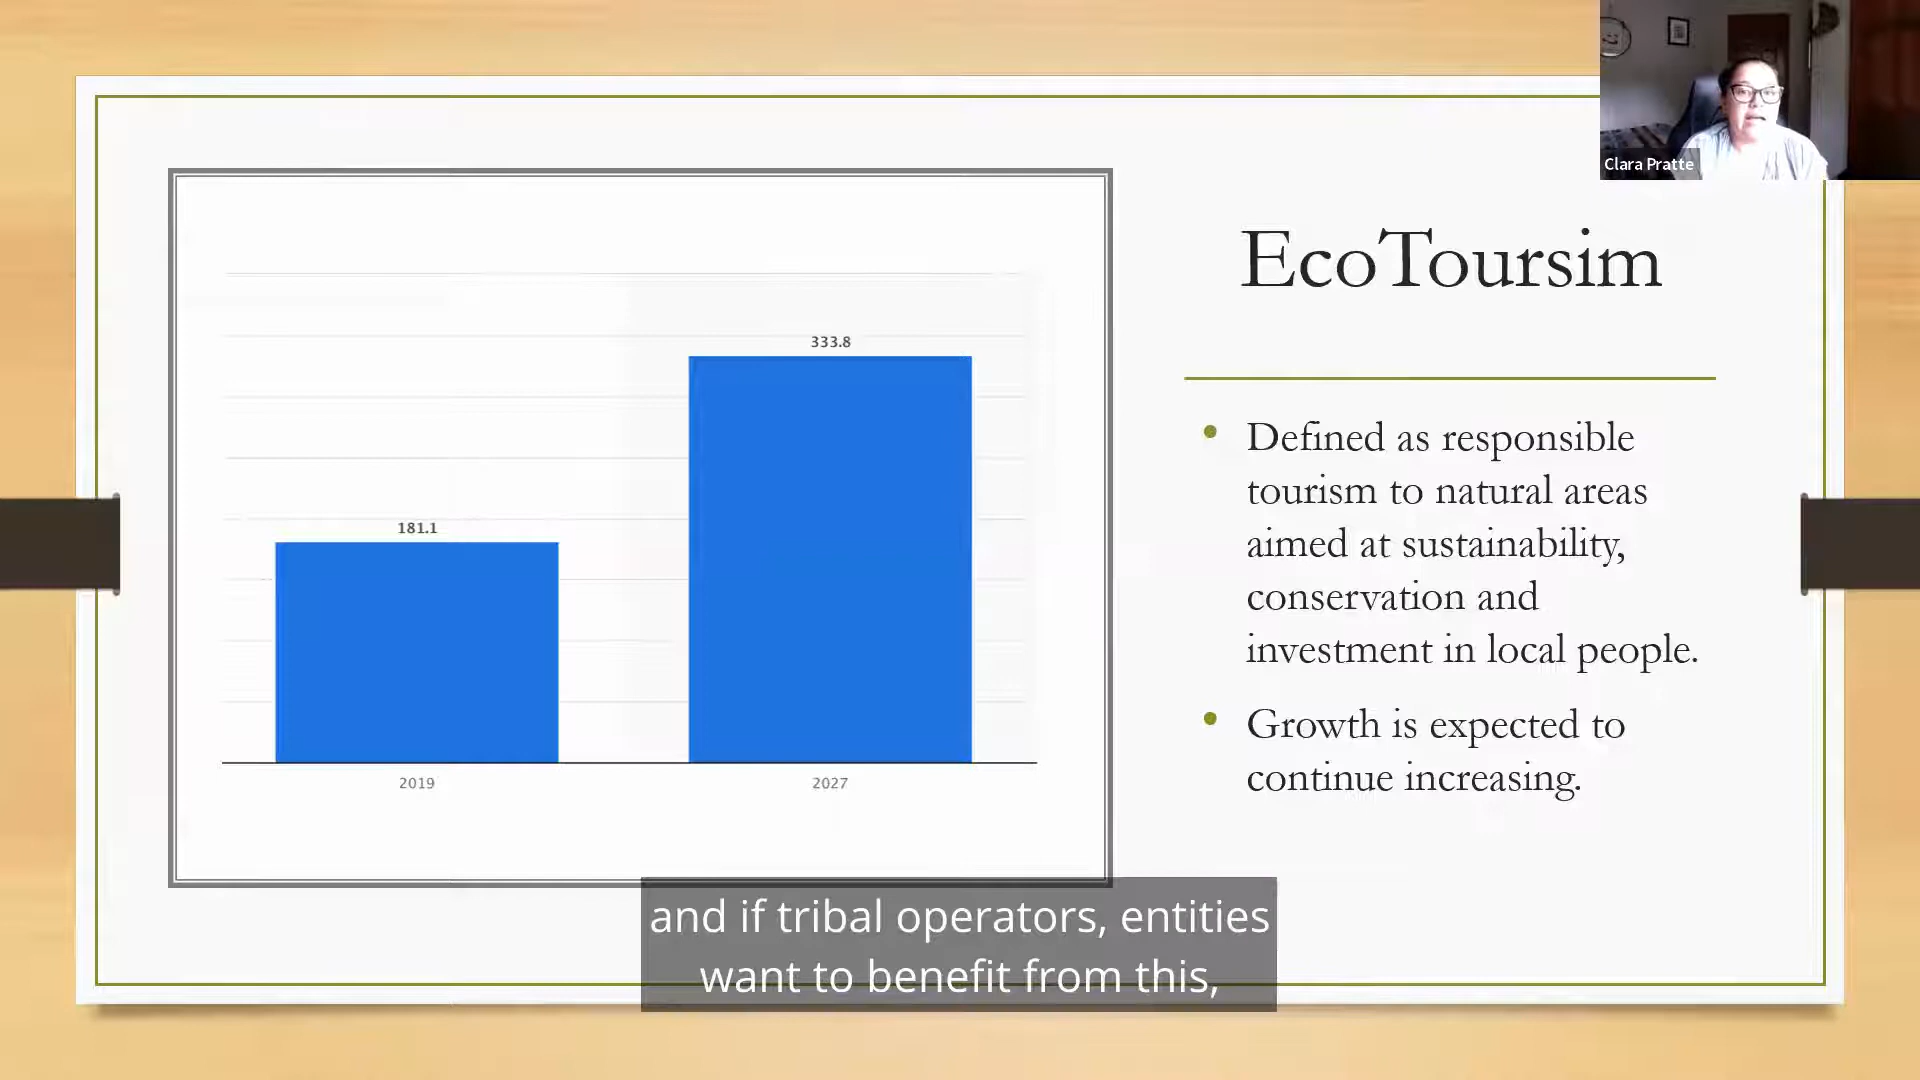 Clara Pratte
EcoToursim
333.8
181.1
2019
2027
• Defined as responsible
tourism to natural areas
aimed at sustainability,
conservation and
investment in local people.
• Growth is expected to
continue increasing.
and if tribal operators, entities
want to benefit from this,